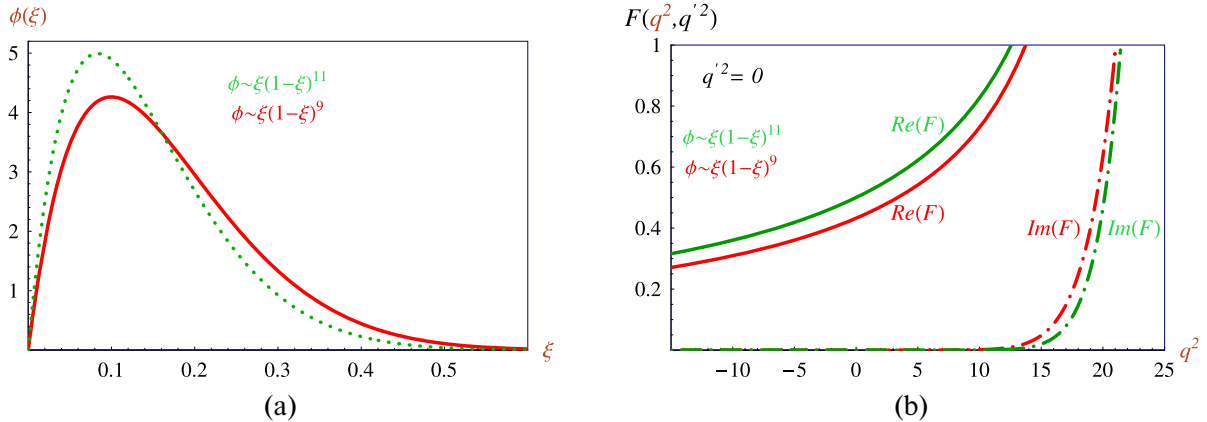 ϕ(ξ)
5
4
3
2
1
ϕ~ξ(1−ξ)^11
ϕ~ξ(1−ξ)^9
0.1 0.2 0.3 0.4 0.5 ξ
(a)
F(q²,q'²)
1
0.8
0.6
0.4
0.2
q'²= 0
ϕ~ξ(1−ξ)^11
ϕ~ξ(1−ξ)^9
Re(F)
Re(F)
Im(F) Im(F)
−10 −5 0 5 10 15 20 25 q²
(b)